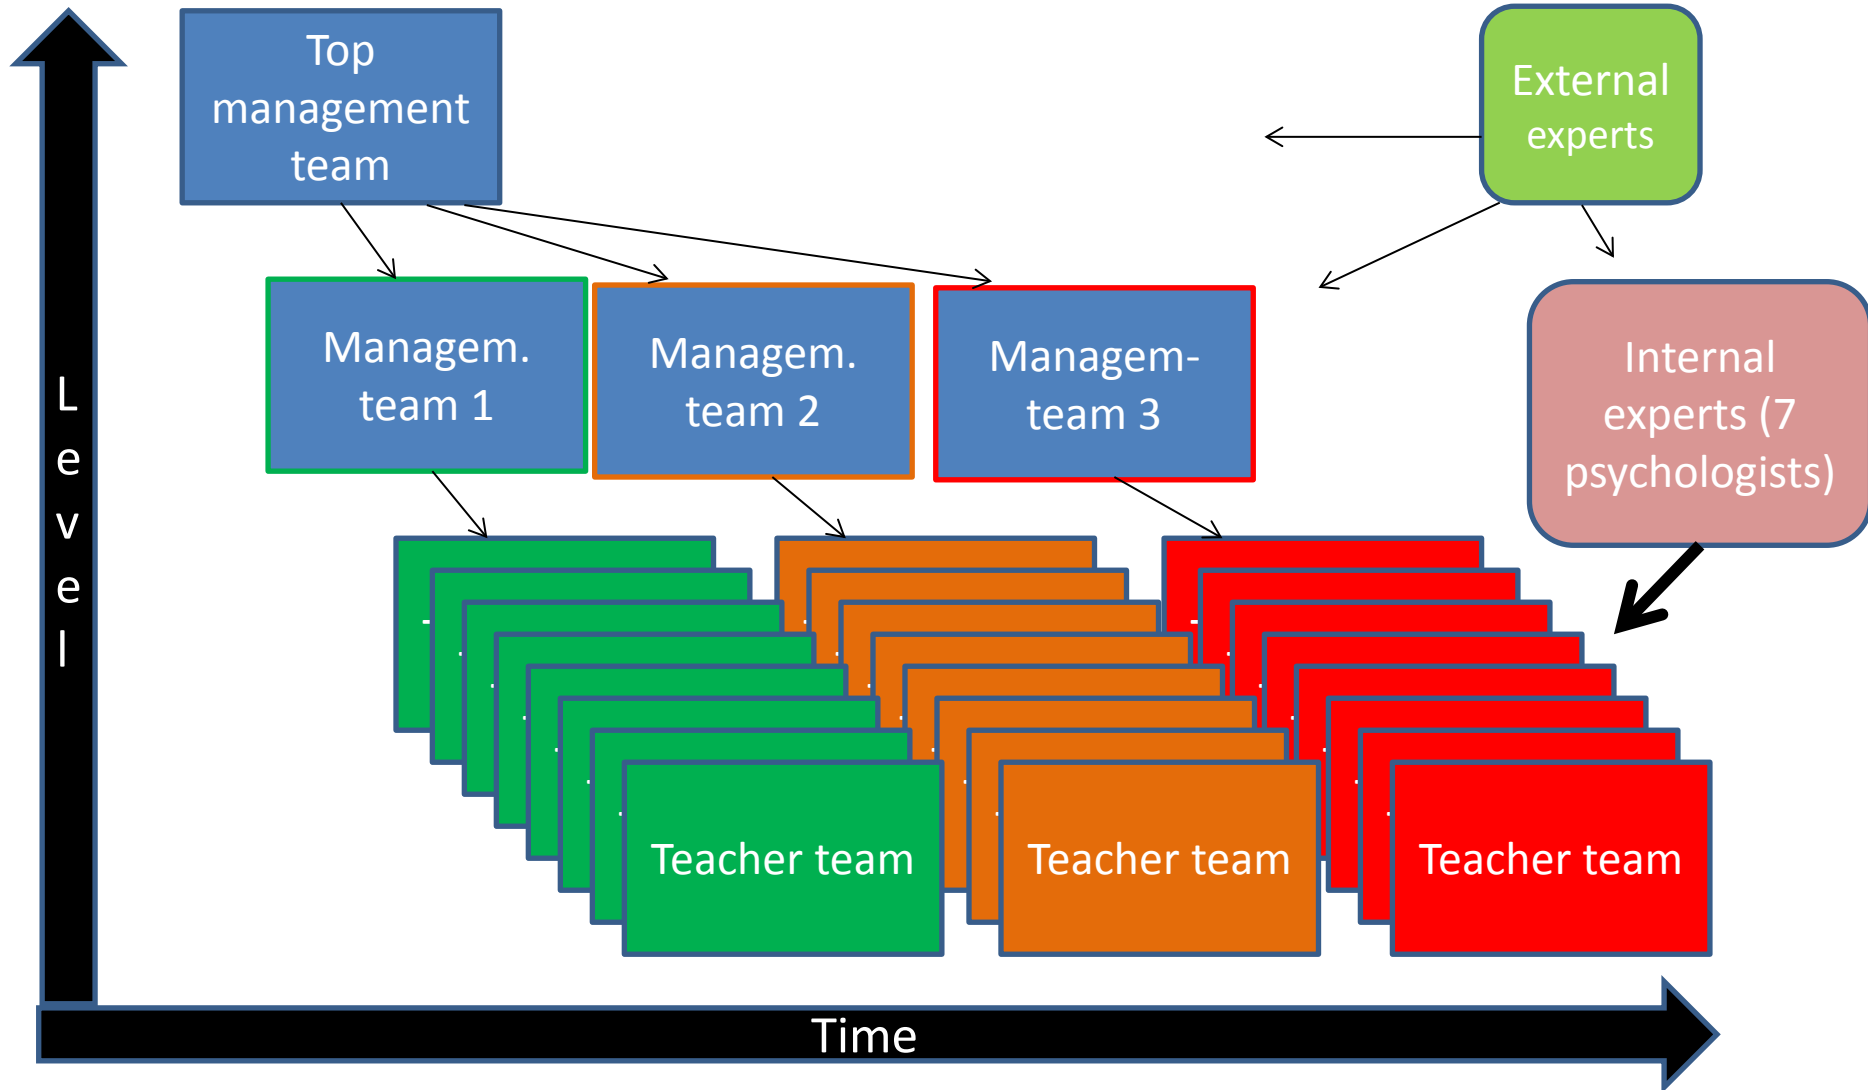 Top
management
team
External
experts
Managem.
team 1
Managem.
team 2
Managem-
team 3
Internal
experts (7
psychologists)
L
e
v
e
l
Teacher team
Teacher team
Teacher team
Time